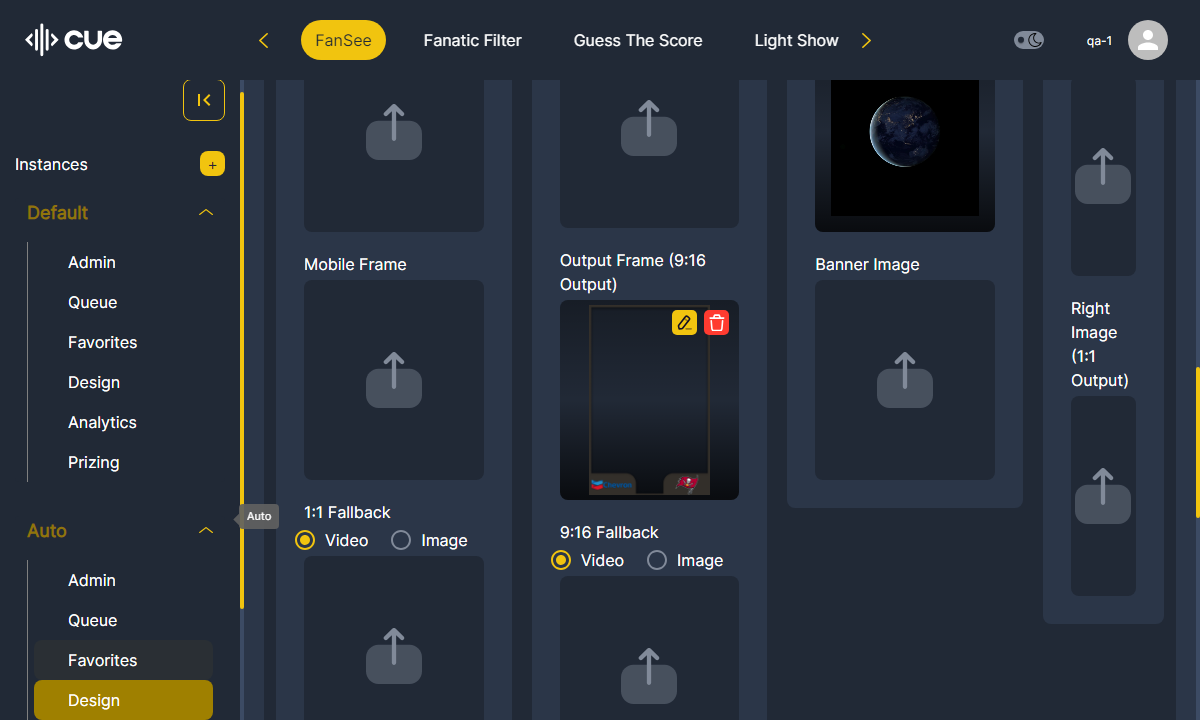 cue
FanSee
Fanatic Filter
Guess The Score
Light Show
qa-1
Instances
+
Default
Admin
Queue
Favorites
Design
Analytics
Prizing
Auto
Auto
Admin
Queue
Favorites
Design
Mobile Frame
1:1 Fallback
Video
Image
Output Frame (9:16
Output)
9:16 Fallback
Video
Image
Banner Image
Right
Image
(1:1
Output)